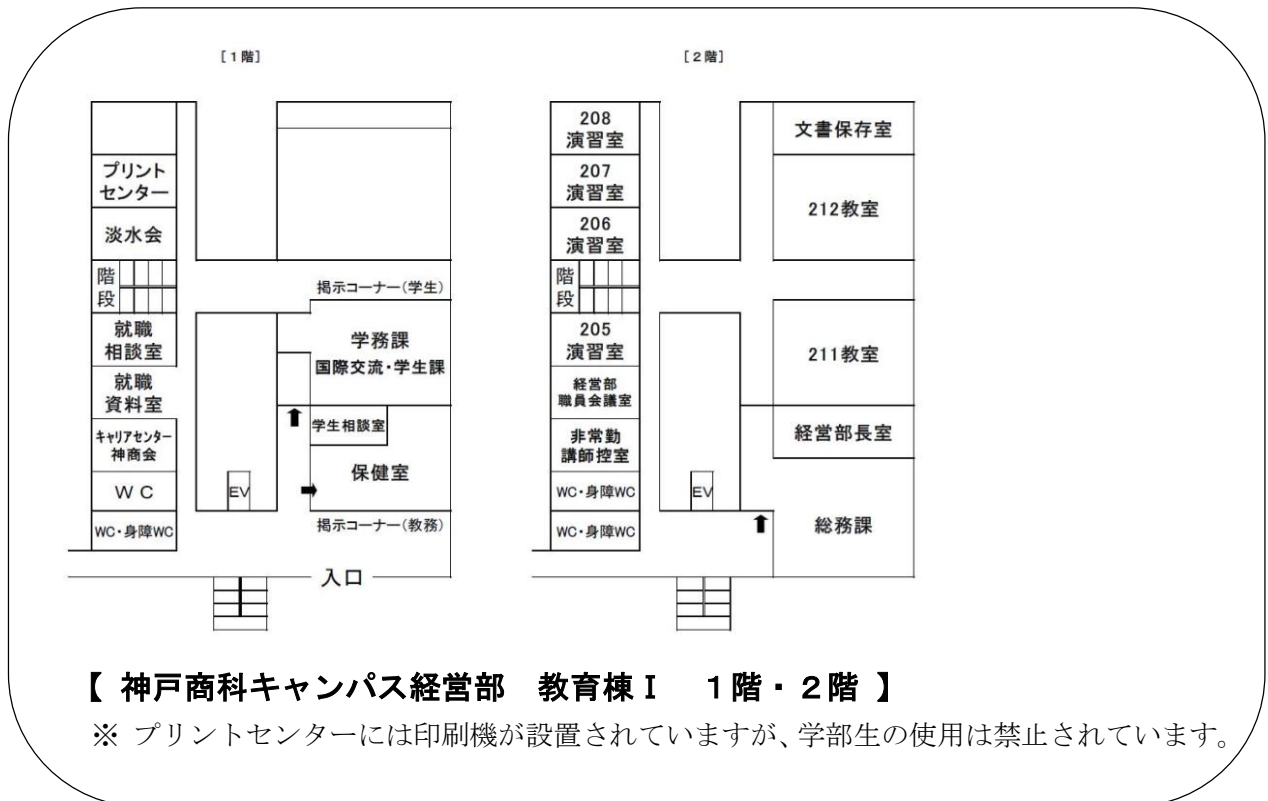 [１階]
プリント
センター
淡水会
階
段
就職
相談室
就職
資料室
キャリアセンター
神商会
ＷＣ
WC・身障WC
EV
掲示コーナー(学生)
学務課
国際交流・学生課
学生相談室
保健室
掲示コーナー(教務)
入口
[２階]
208
演習室
207
演習室
206
演習室
階
段
205
演習室
経営部
職員会議室
非常勤
講師控室
WC・身障WC
WC・身障WC
EV
文書保存室
212教室
211教室
経営部長室
総務課
【 神戸商科キャンパス経営部　教育棟Ⅰ　１階・２階 】
※ プリントセンターには印刷機が設置されていますが、学部生の使用は禁止されています。